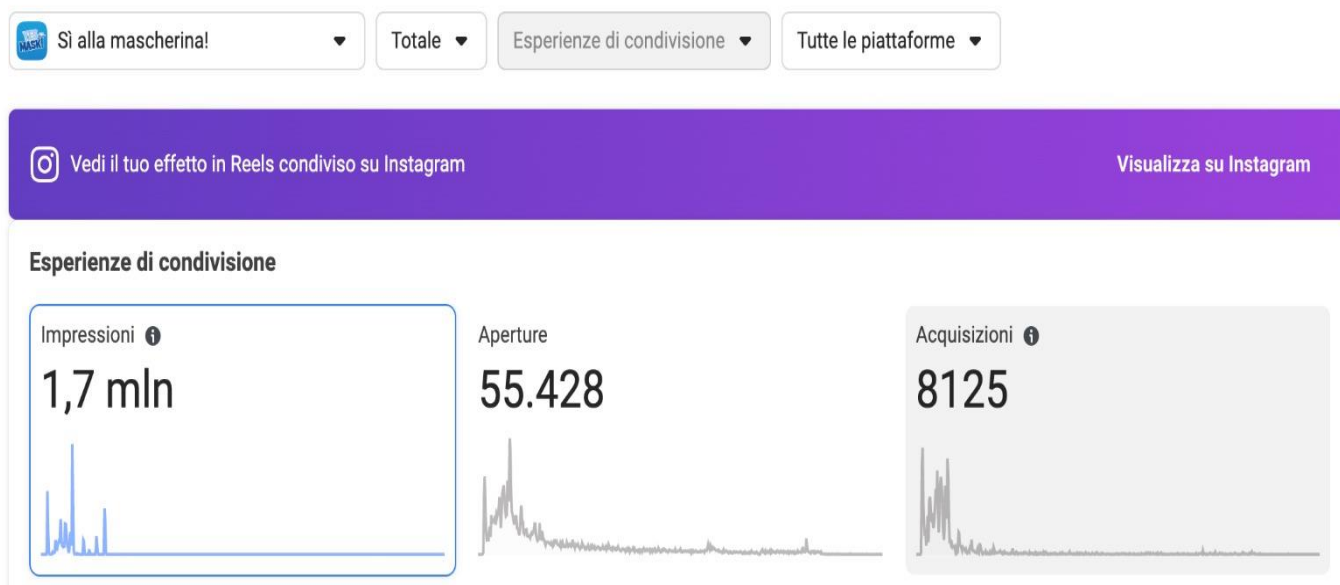 Sì alla mascherina!
Totale
Esperienze di condivisione
Tutte le piattaforme
Vedi il tuo effetto in Reels condiviso su Instagram
Visualizza su Instagram
Esperienze di condivisione
Impressioni
1,7 mln
Aperture
55.428
Acquisizioni
8125